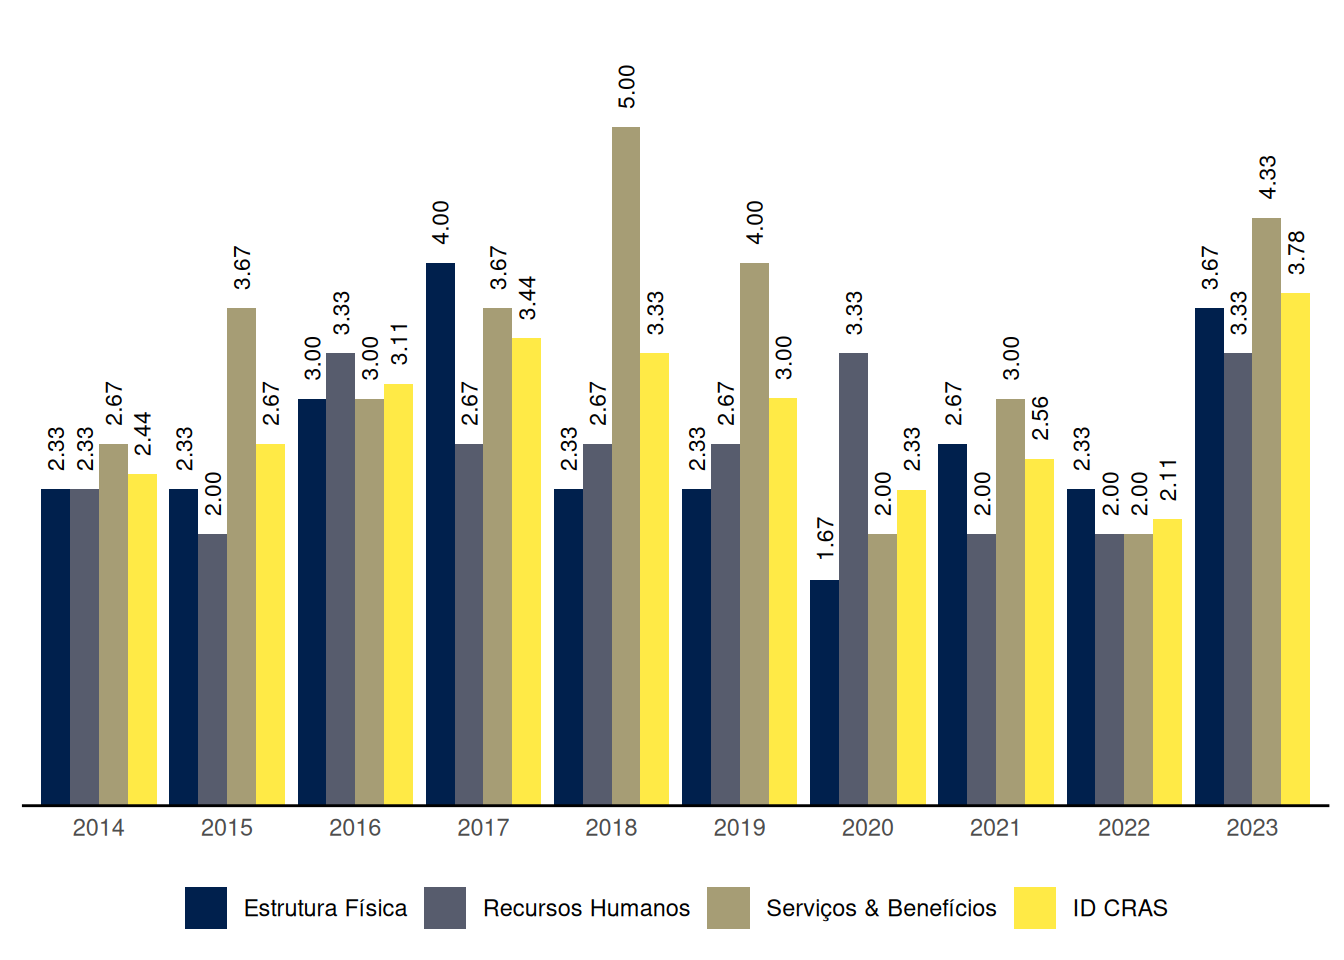 2.33 2.33 2.67 2.44
2.33 2.00 3.67 2.67
3.00 3.33 3.00 3.11
4.00 2.67 3.67 3.44
2.33 2.67 5.00 3.33
2.33 2.67 4.00 3.00
1.67 3.33 2.00 2.33
2.67 2.00 3.00 2.56
2.33 2.00 2.00 2.11
3.67 3.33 4.33 3.78
2014 2015 2016 2017 2018 2019 2020 2021 2022 2023
Estrutura Física Recursos Humanos Serviços & Benefícios ID CRAS